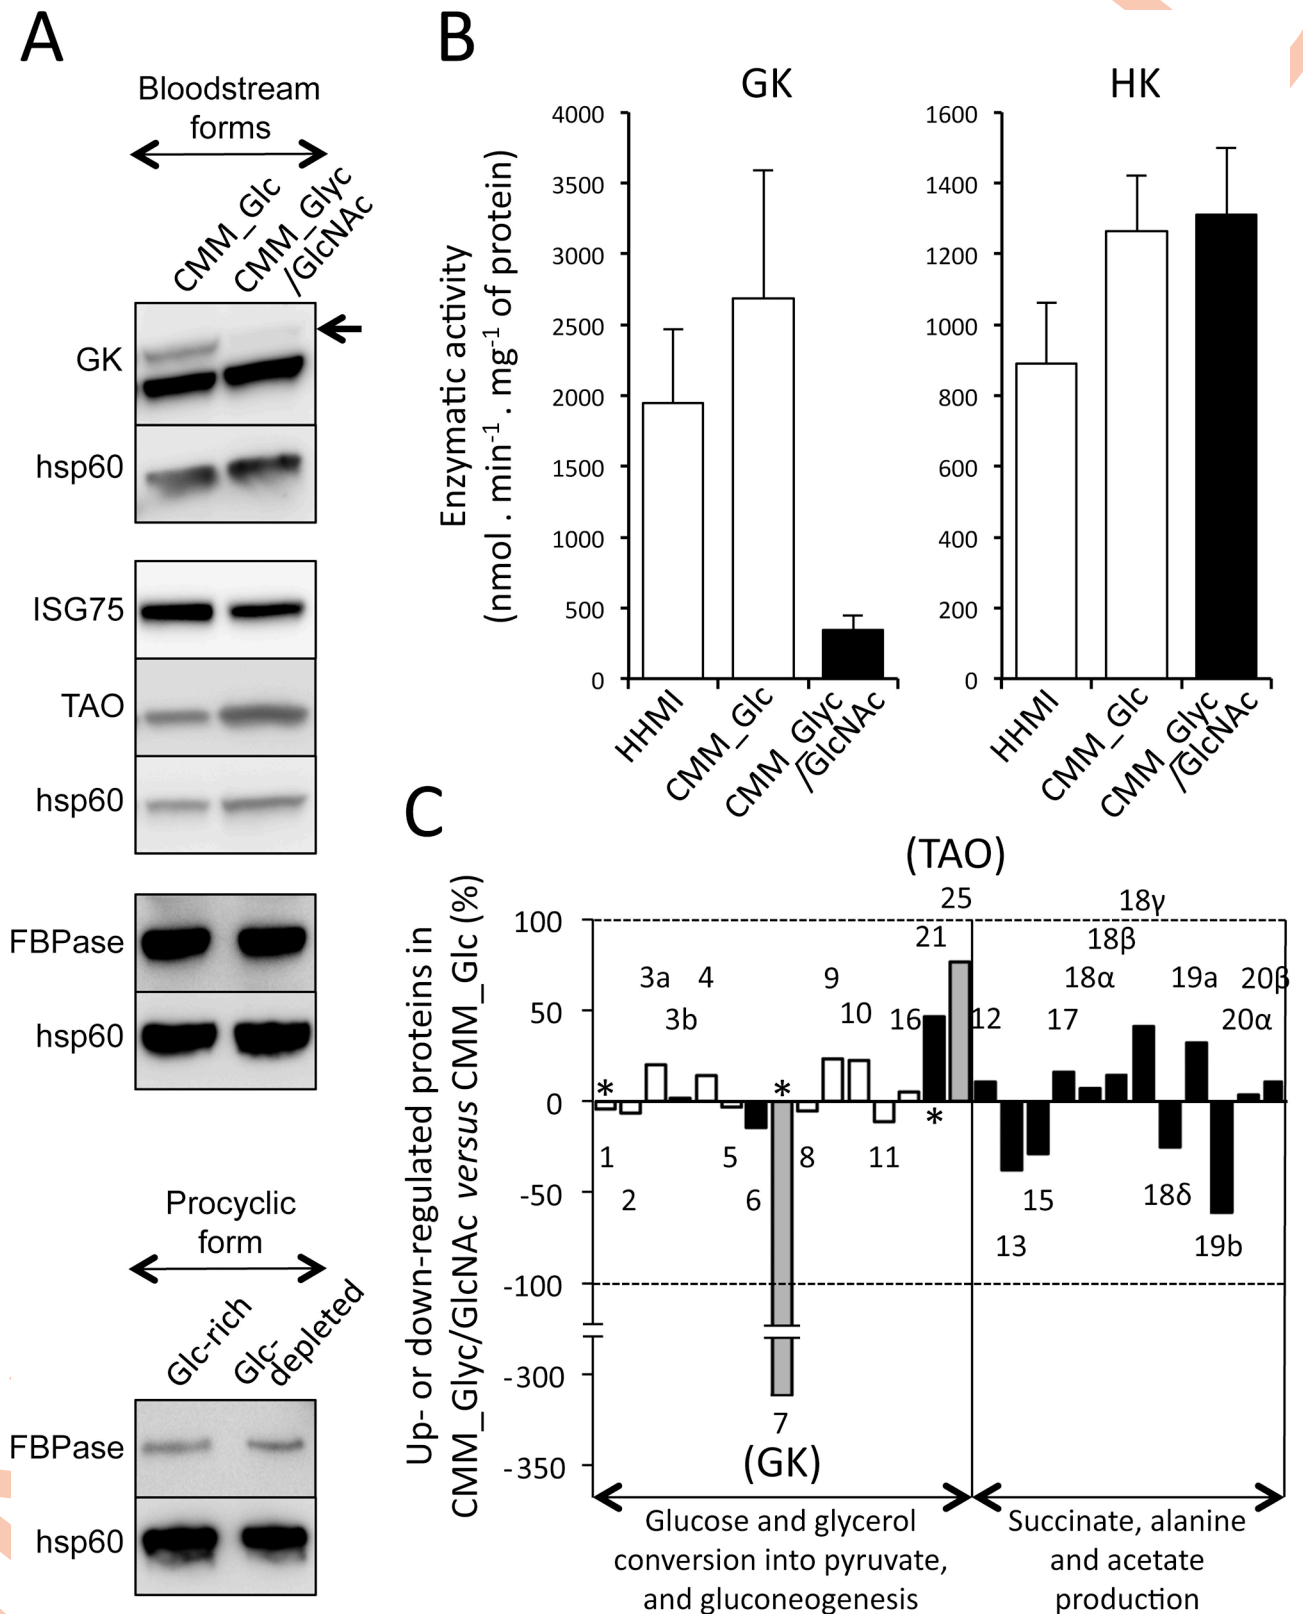 A
Bloodstream
forms
CMM_Glc
CMM_Glyc
/GlcNAc
GK
hsp60
ISG75
TAO
hsp60
FBPase
hsp60
Procyclic
form
Glc-rich
Glc-
depleted
FBPase
hsp60
B
Enzymatic activity
(nmol . min-1 . mg-1 of protein)
GK
4000
3500
3000
2500
2000
1500
1000
500
0
HHMI
CMM_Glc
CMM_Glyc
/GlcNAc
HK
1600
1400
1200
1000
800
600
400
200
0
HHMI
CMM_Glc
CMM_Glyc
/GlcNAc
C
Up- or down-regulated proteins in
CMM_Glyc/GlcNAc versus CMM_Glc (%)
(TAO)
25
18γ
100
21
18β
3a
4
9
18α
19a
20β
50
3b
10
16
12
17
20α
*
*
0
*
1
5
8
11
-50
2
6
15
18δ
13
19b
-100
-300
7
-350
(GK)
Glucose and glycerol
conversion into pyruvate,
and gluconeogenesis
Succinate, alanine
and acetate
production